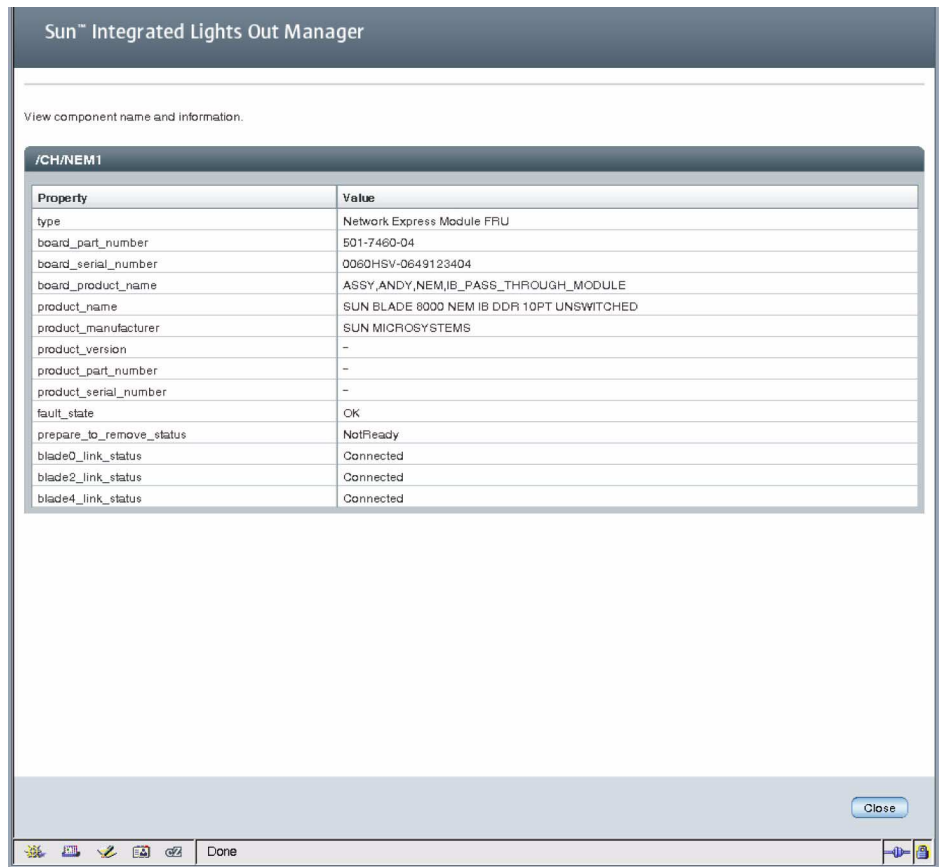 Sun™ Integrated Lights Out Manager
View component name and information.
/CH/NEM1
Property Value
type Network Express Module FRU
board_part_number 501-7460-04
board_serial_number 0060HSV-0649123404
board_product_name ASSY,ANDY,NEM,IB_PASS_THROUGH_MODULE
product_name SUN BLADE 8000 NEM IB DDR 10PT UNSWITCHED
product_manufacturer SUN MICROSYSTEMS
product_version -
product_part_number -
product_serial_number -
fault_state OK
prepare_to_remove_status NotReady
blade0_link_status Connected
blade2_link_status Connected
blade4_link_status Connected
Close
Done